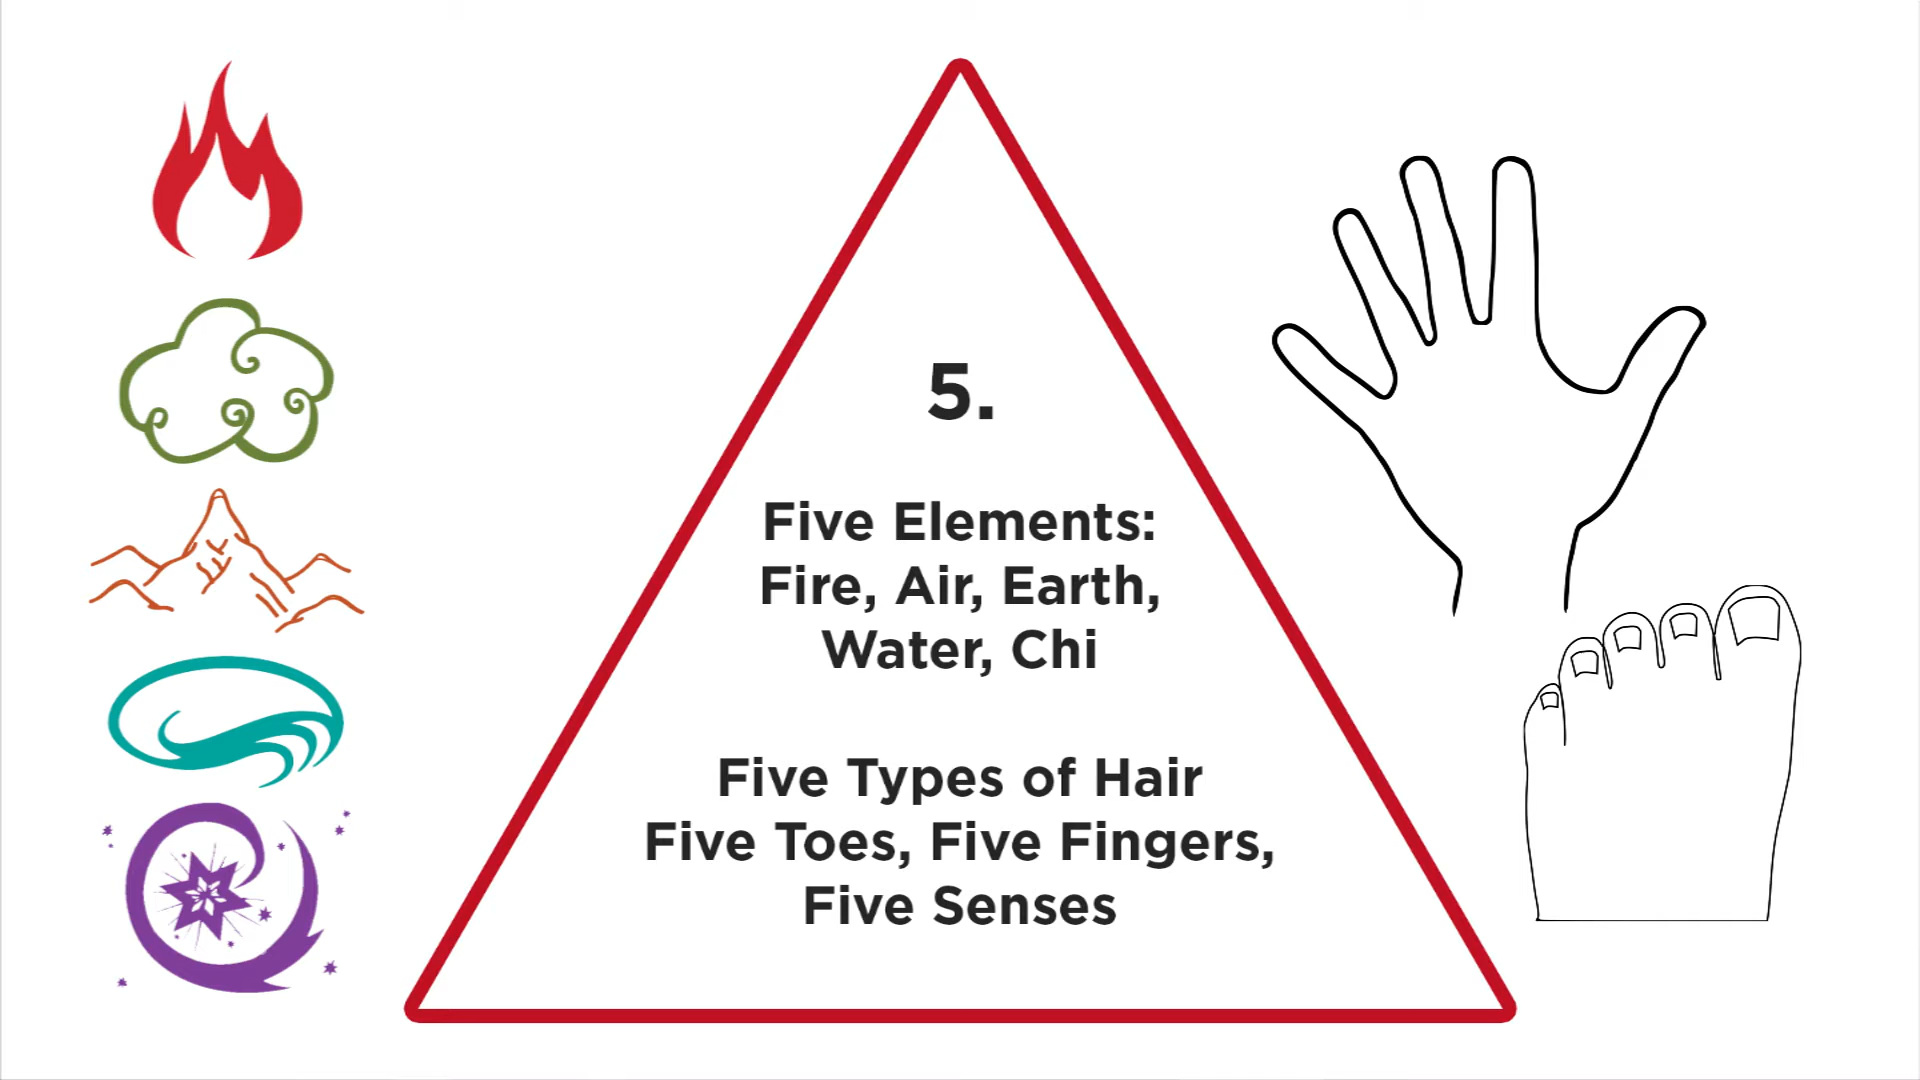 5.
Five Elements:
Fire, Air, Earth,
Water, Chi
Five Types of Hair
Five Toes, Five Fingers,
Five Senses